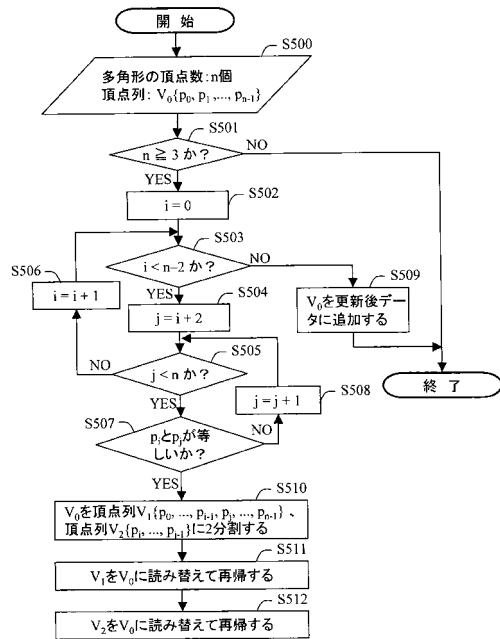 開 始
S500
多角形の頂点数:n個
頂点列: V₀{p₀, p₁,..., pₙ₋₁}
S501
n ≧ 3 か?
NO
YES
S502
i = 0
S503
i < n−2 か?
NO
S506
i = i + 1
YES
S504
S509
j = i + 2
V₀を更新後デー
タに追加する
S505
j < n か?
NO
YES
S508
j = j + 1
終 了
S507
pᵢとpⱼが等
しいか?
NO
YES
S510
V₀を頂点列V₁{p₀, ..., pᵢ₋₁, pⱼ, ..., pₙ₋₁}、
頂点列V₂{pᵢ, ..., pⱼ₋₁}に2分割する
S511
V₁をV₀に読み替えて再帰する
S512
V₂をV₀に読み替えて再帰する